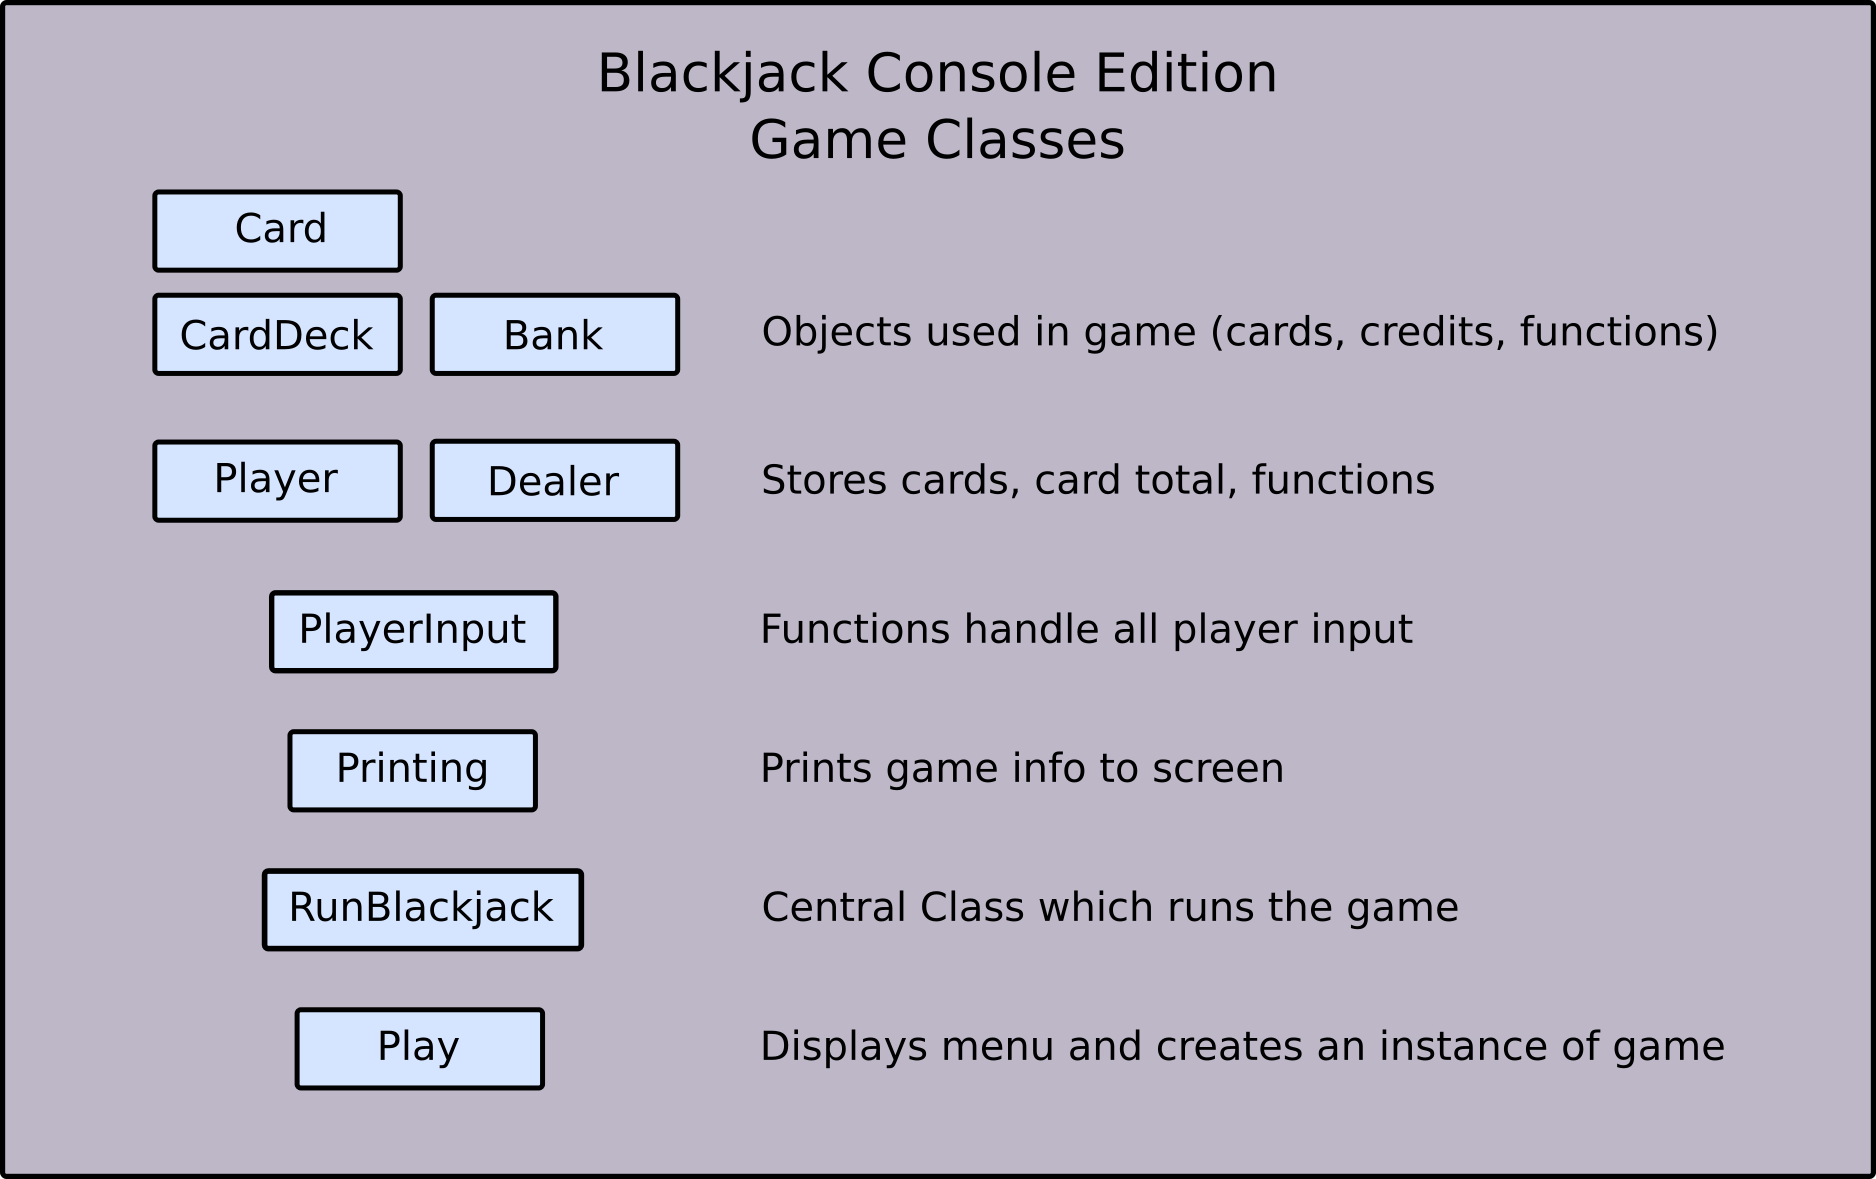 Blackjack Console Edition
Game Classes
Card
CardDeck
Bank
Objects used in game (cards, credits, functions)
Player
Dealer
Stores cards, card total, functions
PlayerInput
Functions handle all player input
Printing
Prints game info to screen
RunBlackjack
Central Class which runs the game
Play
Displays menu and creates an instance of game